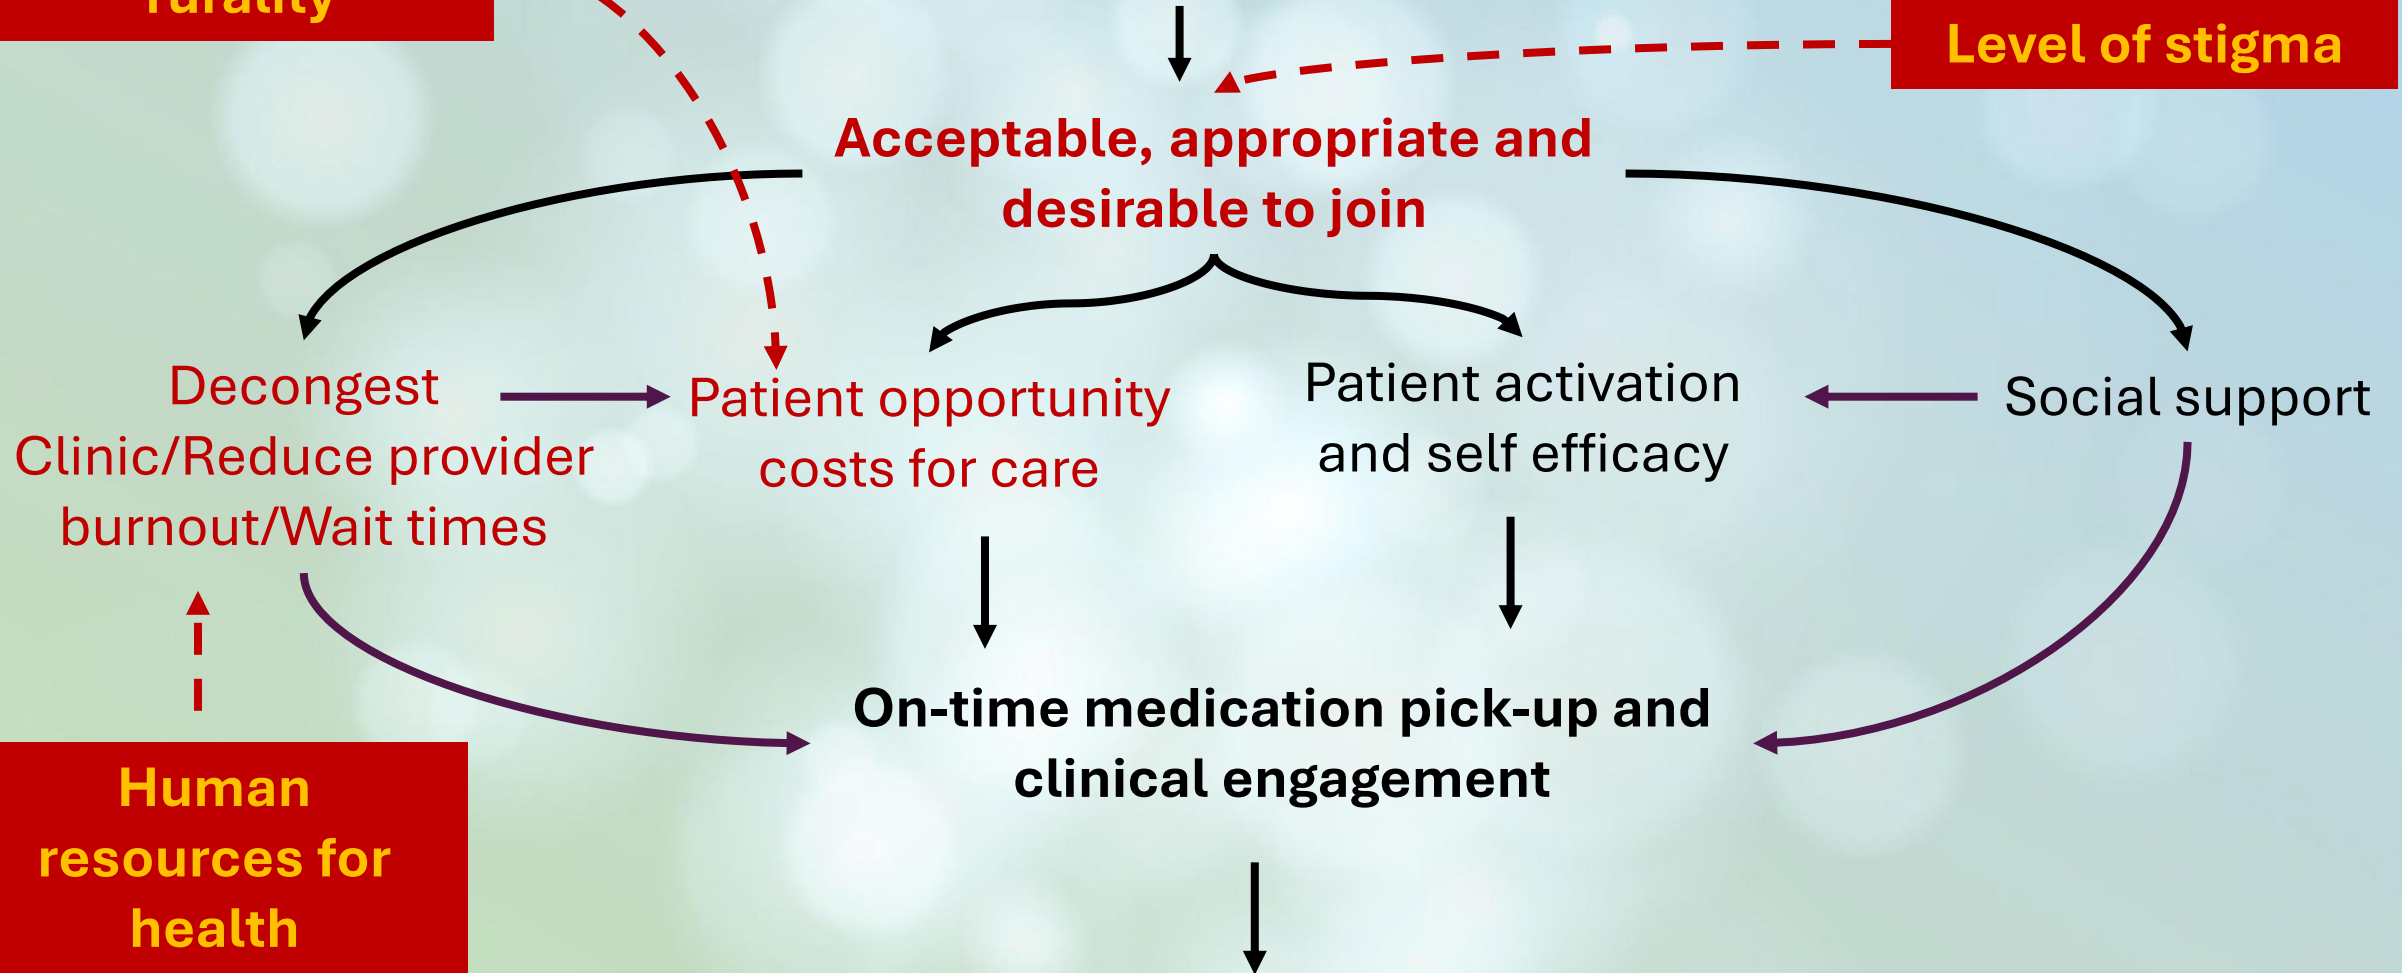 rurality
Level of stigma
Acceptable, appropriate and
desirable to join
Decongest
Clinic/Reduce provider
burnout/Wait times
Patient opportunity
costs for care
Patient activation
and self efficacy
Social support
On-time medication pick-up and
clinical engagement
Human
resources for
health